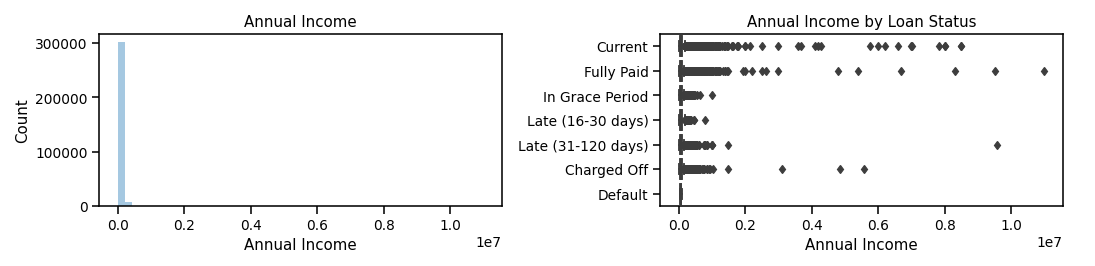 Annual Income
Count
300000
200000
100000
0
0.0 0.2 0.4 0.6 0.8 1.0
1e7
Annual Income
Annual Income by Loan Status
Current
Fully Paid
In Grace Period
Late (16-30 days)
Late (31-120 days)
Charged Off
Default
0.0 0.2 0.4 0.6 0.8 1.0
1e7
Annual Income